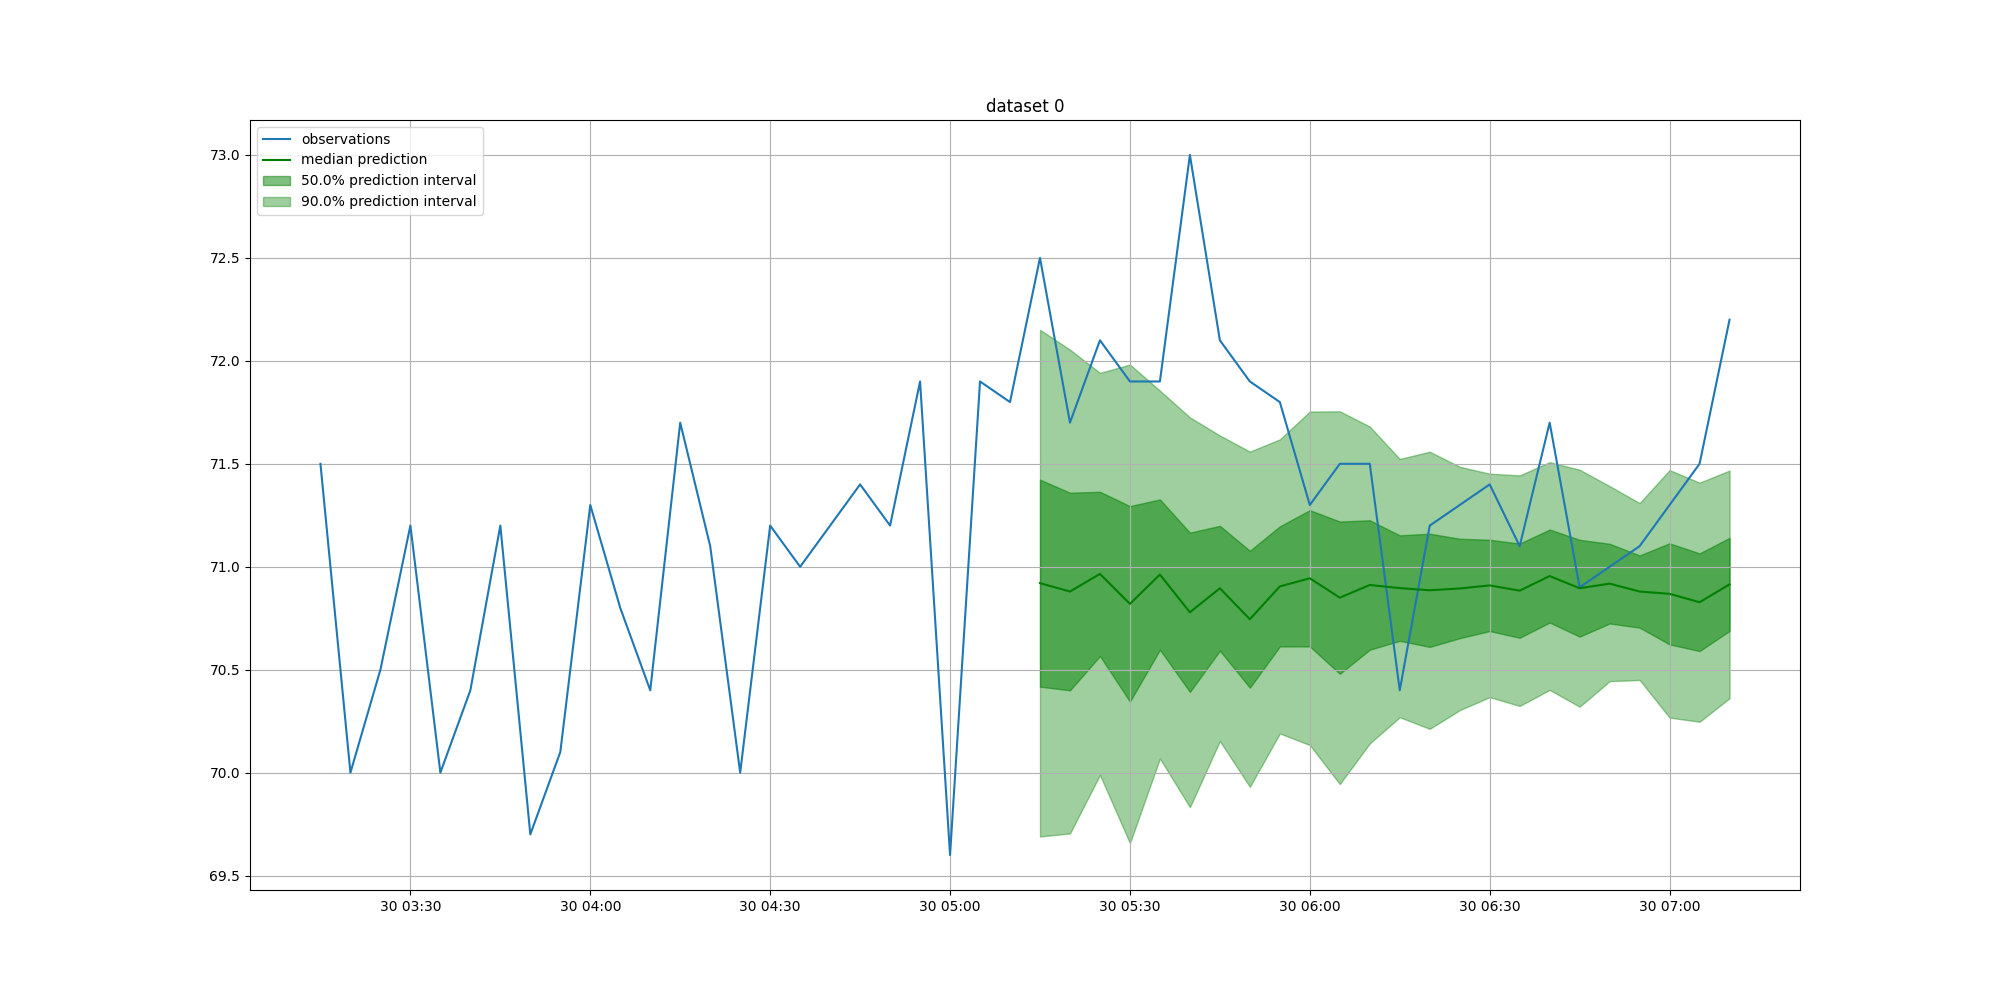 dataset 0
observations
median prediction
50.0% prediction interval
90.0% prediction interval
73.0
72.5
72.0
71.5
71.0
70.5
70.0
69.5
30 03:30 30 04:00 30 04:30 30 05:00 30 05:30 30 06:00 30 06:30 30 07:00